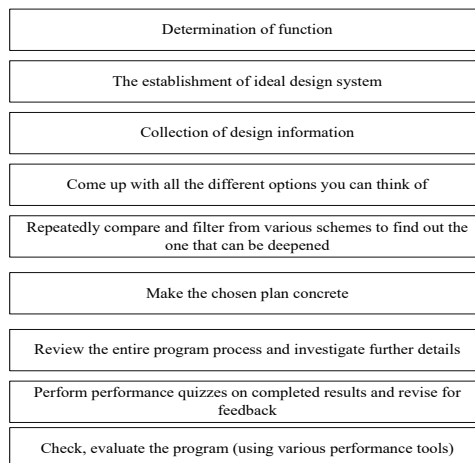 Determination of function
The establishment of ideal design system
Collection of design information
Come up with all the different options you can think of
Repeatedly compare and filter from various schemes to find out the
one that can be deepened
Make the chosen plan concrete
Review the entire program process and investigate further details
Perform performance quizzes on completed results and revise for
feedback
Check, evaluate the program (using various performance tools)